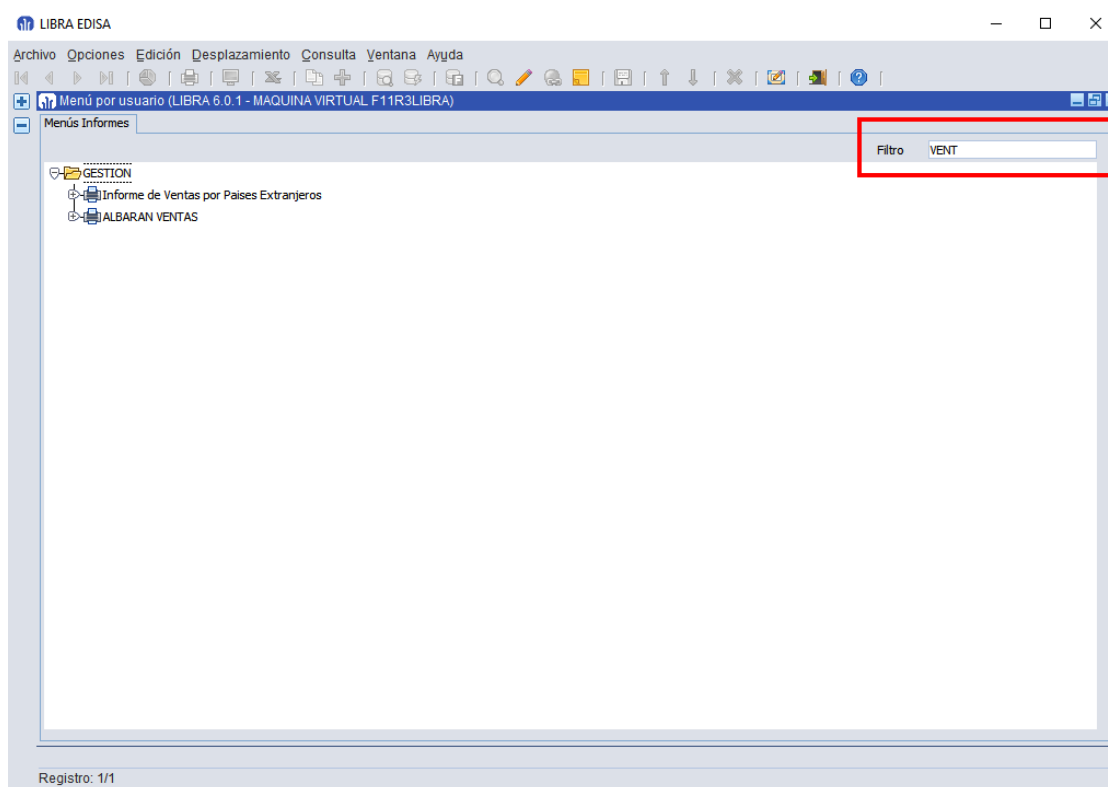 LIBRA EDISA
Archivo Opciones Edición Desplazamiento Consulta Ventana Ayuda
Menú por usuario (LIBRA 6.0.1 - MAQUINA VIRTUAL F11R3LIBRA)
Menús Informes
Filtro VENT
GESTION
Informe de Ventas por Paises Extranjeros
ALBARAN VENTAS
Registro: 1/1